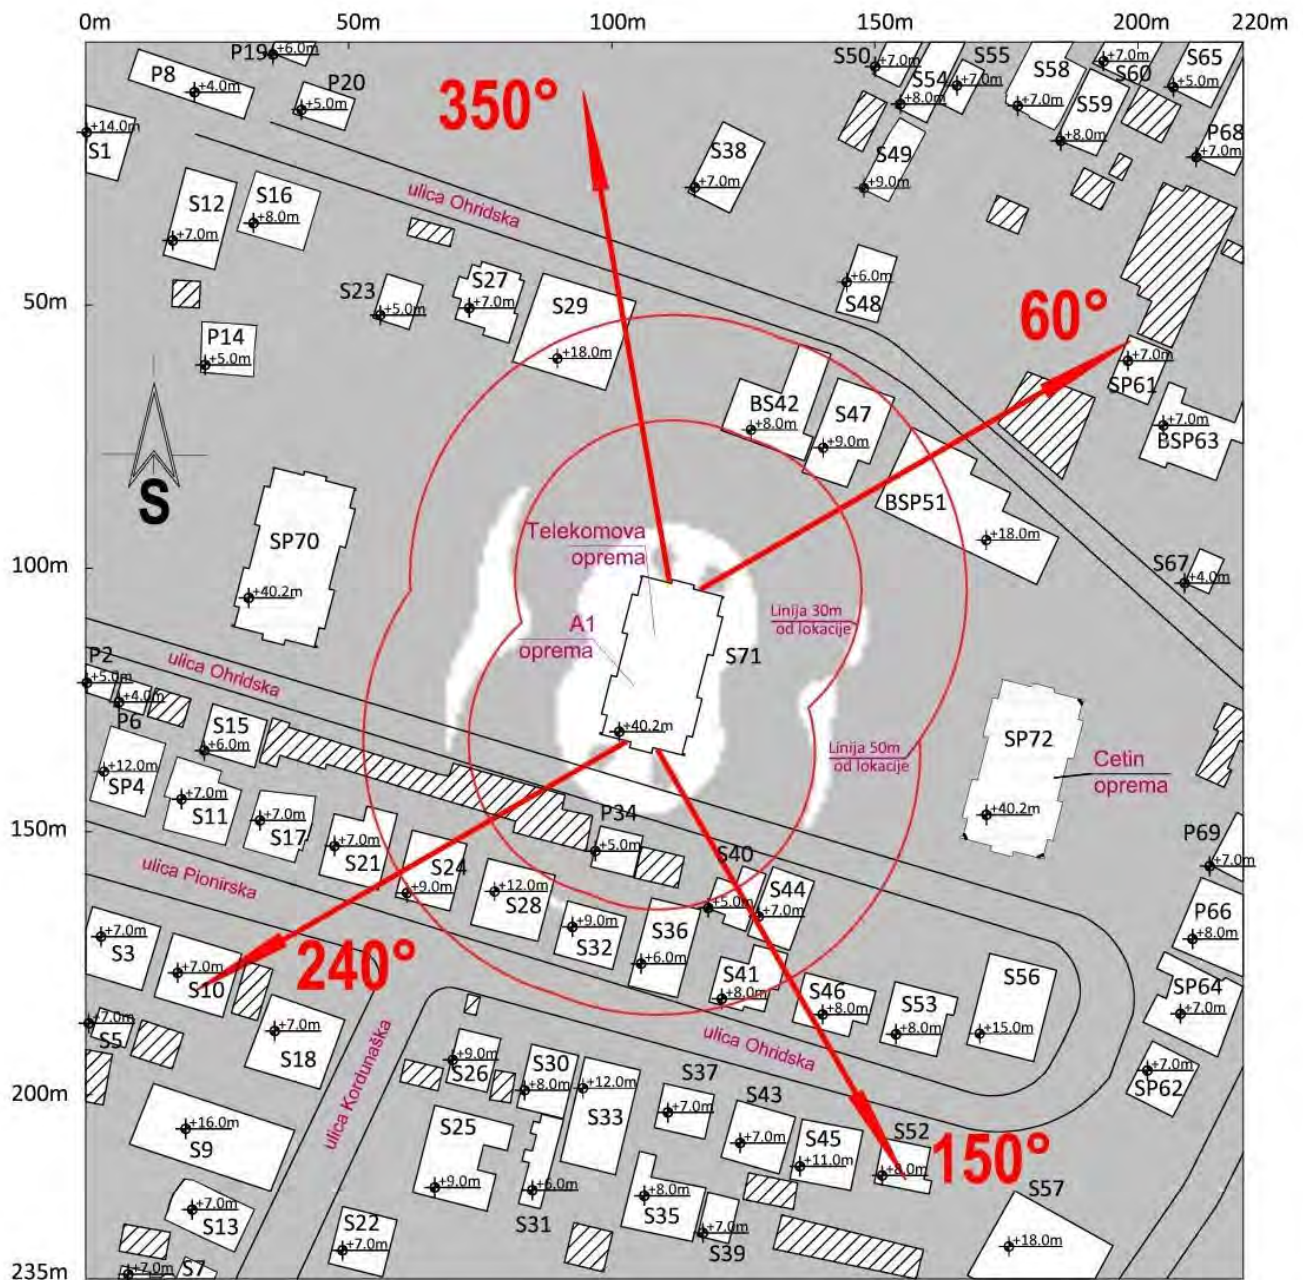 0m
50m
100m
150m
200m
220m
P19
+6.0m
P8
+4.0m
P20
+5.0m
350°
S50
+7.0m
S54
+8.0m
S55
+7.0m
S58
+7.0m
S59
+8.0m
+7.0m
S60
S65
+5.0m
P68
+7.0m
+14.0m
S1
S38
+7.0m
S49
+9.0m
S12
+7.0m
S16
+8.0m
ulica Ohridska
S23
+5.0m
S27
+7.0m
S29
+18.0m
+6.0m
S48
50m
60°
P14
+5.0m
+7.0m
SP61
BS42
+8.0m
S47
+9.0m
+7.0m
BSP63
S
SP70
+40.2m
BSP51
+18.0m
Telekomova
oprema
100m
S67
+4.0m
A1
oprema
Linija 30m
od lokacije
S71
+40.2m
P2
+5.0m
ulica Ohridska
+4.0m
P6
S15
+6.0m
+12.0m
SP4
SP72
+40.2m
Cetin
oprema
Linija 50m
od lokacije
+7.0m
S11
+7.0m
S17
+7.0m
S21
150m
P34
+5.0m
P69
+7.0m
ulica Pionirska
S24
+9.0m
+12.0m
S28
+9.0m
S32
S36
+6.0m
S40
+5.0m
S44
+7.0m
P66
+8.0m
+7.0m
S3
+7.0m
S10
240°
S41
+8.0m
S46
+8.0m
S53
+8.0m
S56
+15.0m
SP64
+7.0m
+7.0m
S5
+7.0m
S18
ulica Kordunaška
ulica Ohridska
+9.0m
S26
S30
+8.0m
+12.0m
S33
S37
+7.0m
S43
+7.0m
S45
+11.0m
S52
+8.0m
150°
+7.0m
SP62
200m
+16.0m
S9
S25
+9.0m
+6.0m
S31
+8.0m
S35
+7.0m
S39
S57
+18.0m
+7.0m
S13
S22
+7.0m
+7.0m
S7
235m